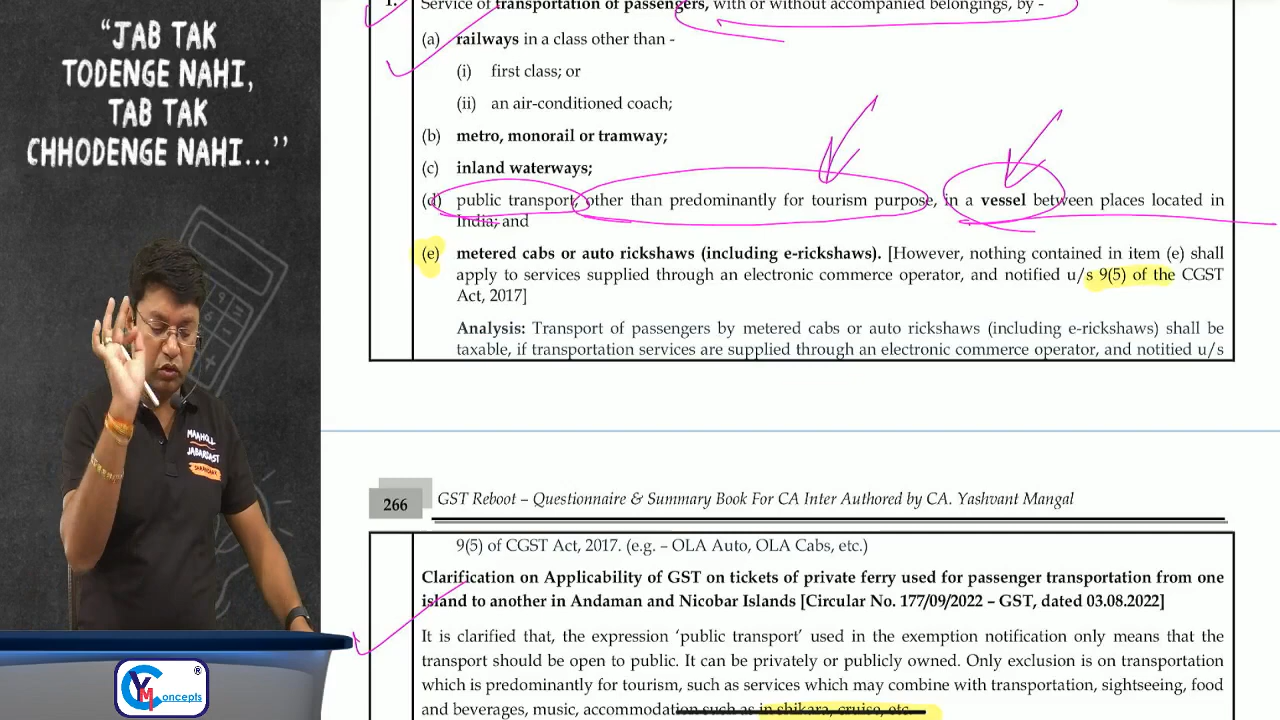 “JAB TAK
TODENGE NAHI,
TAB TAK
CHHODENGE NAHI...’’
MAAHOLL
JABARDAST
CYM
Concepts
®
1. Service of transportation of passengers, with or without accompanied belongings, by -
(a) railways in a class other than -
(i) first class; or
(ii) an air-conditioned coach;
(b) metro, monorail or tramway;
(c) inland waterways;
(d) public transport, other than predominantly for tourism purpose, in a vessel between places located in
India; and
(e) metered cabs or auto rickshaws (including e-rickshaws). [However, nothing contained in item (e) shall
apply to services supplied through an electronic commerce operator, and notified u/s 9(5) of the CGST
Act, 2017]
Analysis: Transport of passengers by metered cabs or auto rickshaws (including e-rickshaws) shall be
taxable, if transportation services are supplied through an electronic commerce operator, and notified u/s
266
GST Reboot – Questionnaire & Summary Book For CA Inter Authored by CA. Yashvant Mangal
9(5) of CGST Act, 2017. (e.g. – OLA Auto, OLA Cabs, etc.)
Clarification on Applicability of GST on tickets of private ferry used for passenger transportation from one
island to another in Andaman and Nicobar Islands [Circular No. 177/09/2022 – GST, dated 03.08.2022]
It is clarified that, the expression ‘public transport’ used in the exemption notification only means that the
transport should be open to public. It can be privately or publicly owned. Only exclusion is on transportation
which is predominantly for tourism, such as services which may combine with transportation, sightseeing, food
and beverages, music, accommodation such as in shikara, cruise, etc.